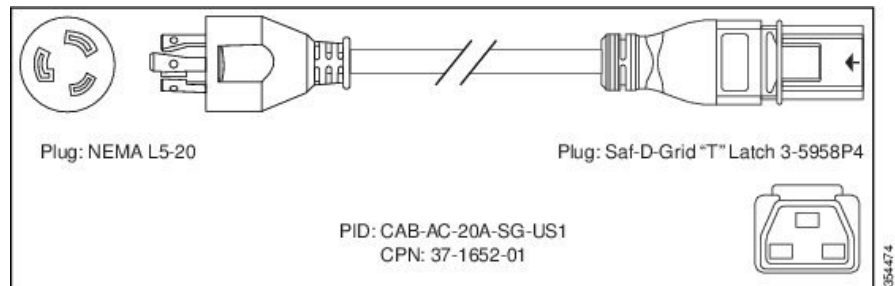 Plug: NEMA L5-20
Plug: Saf-D-Grid “T” Latch 3-5958P4
PID: CAB-AC-20A-SG-US1
CPN: 37-1652-01
354474